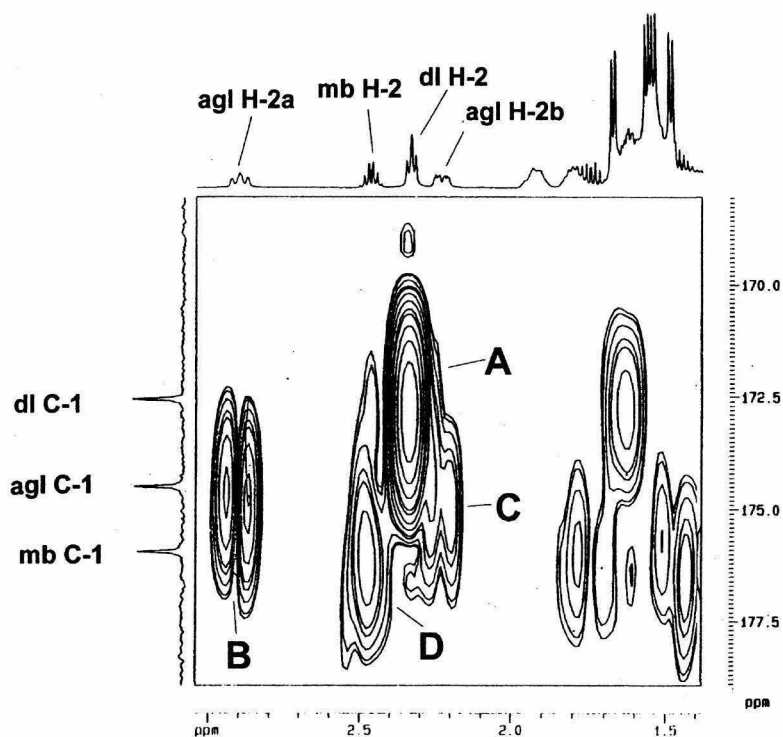 dl H-2
mb H-2
agl H-2a
agl H-2b
170.0
A
dl C-1
172.5
agl C-1
C
175.0
mb C-1
177.5
B
D
ppm
ppm
2.5
2.0
1.5